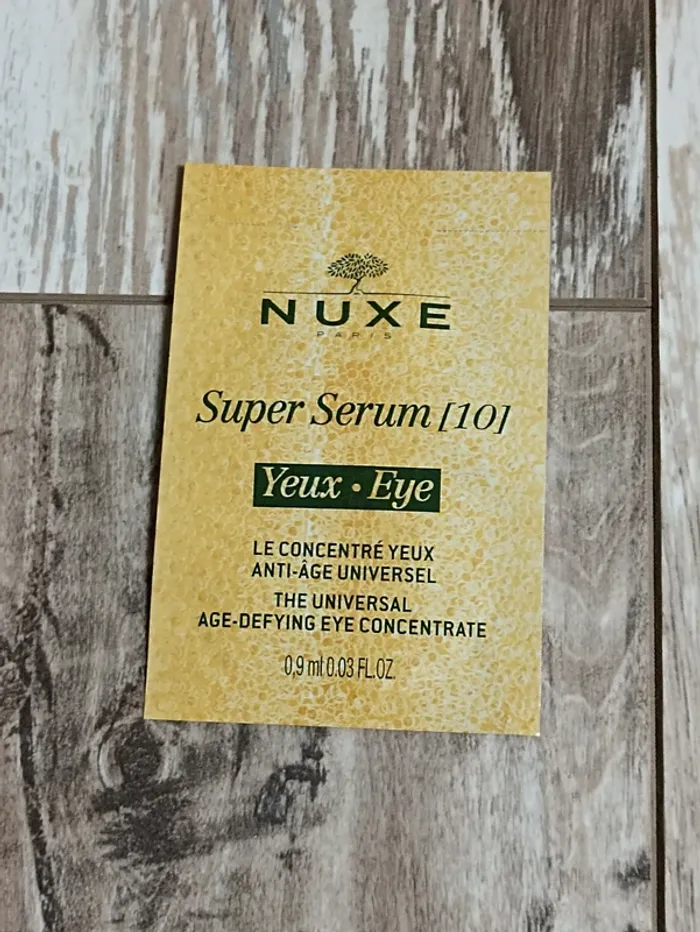 NUXE
PARIS
Super Serum [10]
Yeux • Eye
LE CONCENTRÉ YEUX
ANTI-ÂGE UNIVERSEL
THE UNIVERSAL
AGE-DEFYING EYE CONCENTRATE
0,9 ml 0.03 FL.OZ.